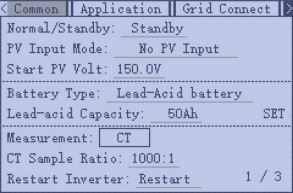 < Common Application Grid Connect >
Normal/Standby: Standby
PV Input Mode: No PV Input
Start PV Volt: 150.0V
Battery Type: Lead-Acid battery
Lead-acid Capacity: 50Ah SET
Measurement: CT
CT Sample Ratio: 1000:1
Restart Inverter: Restart 1 / 3